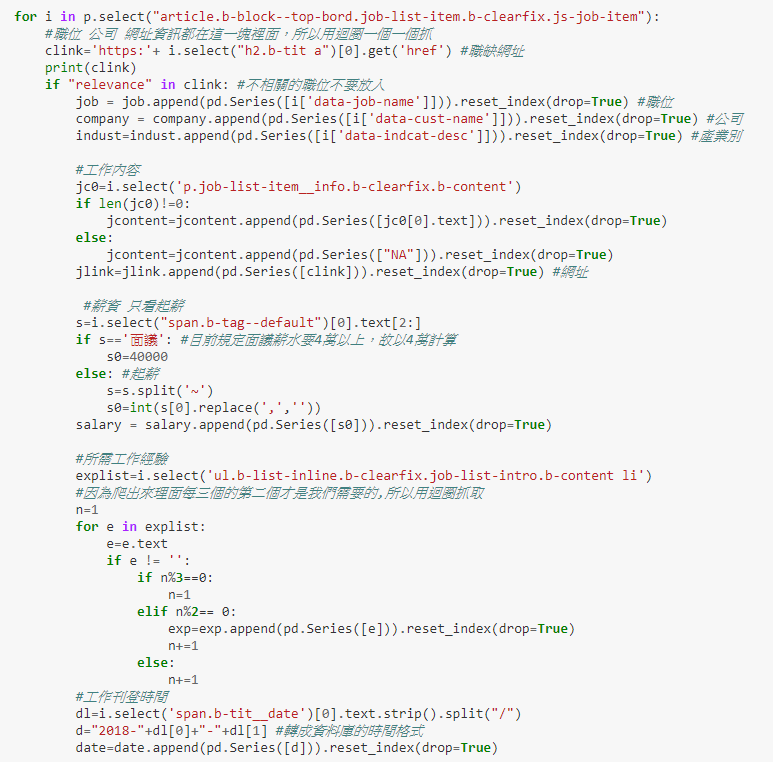 for i in p.select("article.b-block--top-bord.job-list-item.b-clearfix.js-job-item"):
    #職位 公司 網址資訊都在這一塊裡面，所以用迴圈一個一個抓
    clink='https:'+ i.select("h2.b-tit a")[0].get('href') #職缺網址
    print(clink)
    if "relevance" in clink: #不相關的職位不要放入
        job = job.append(pd.Series([i['data-job-name']])).reset_index(drop=True) #職位
        company = company.append(pd.Series([i['data-cust-name']])).reset_index(drop=True) #公司
        indust=indust.append(pd.Series([i['data-indcat-desc']])).reset_index(drop=True) #產業別

        #工作內容
        jc0=i.select('p.job-list-item__info.b-clearfix.b-content')
        if len(jc0)!=0:
            jcontent=jcontent.append(pd.Series([jc0[0].text])).reset_index(drop=True)
        else:
            jcontent=jcontent.append(pd.Series(["NA"])).reset_index(drop=True)
        jlink=jlink.append(pd.Series([clink])).reset_index(drop=True) #網址

         #薪資 只看起薪
        s=i.select("span.b-tag--default")[0].text[2:]
        if s=='面議': #目前規定面議薪水要4萬以上，故以4萬計算
            s0=40000
        else: #起薪
            s=s.split('~')
            s0=int(s[0].replace(',',''))
        salary = salary.append(pd.Series([s0])).reset_index(drop=True)

        #所需工作經驗
        explist=i.select('ul.b-list-inline.b-clearfix.job-list-intro.b-content li')
        #因為爬出來理面每三個的第二個才是我們需要的,所以用迴圈抓取
        n=1
        for e in explist:
            e=e.text
            if e != '':
                if n%3==0:
                    n=1
                elif n%2== 0:
                    exp=exp.append(pd.Series([e])).reset_index(drop=True)
                    n+=1
                else:
                    n+=1
        #工作刊登時間
        dl=i.select('span.b-tit__date')[0].text.strip().split("/")
        d="2018-"+dl[0]+"-"+dl[1] #轉成資料庫的時間格式
        date=date.append(pd.Series([d])).reset_index(drop=True)